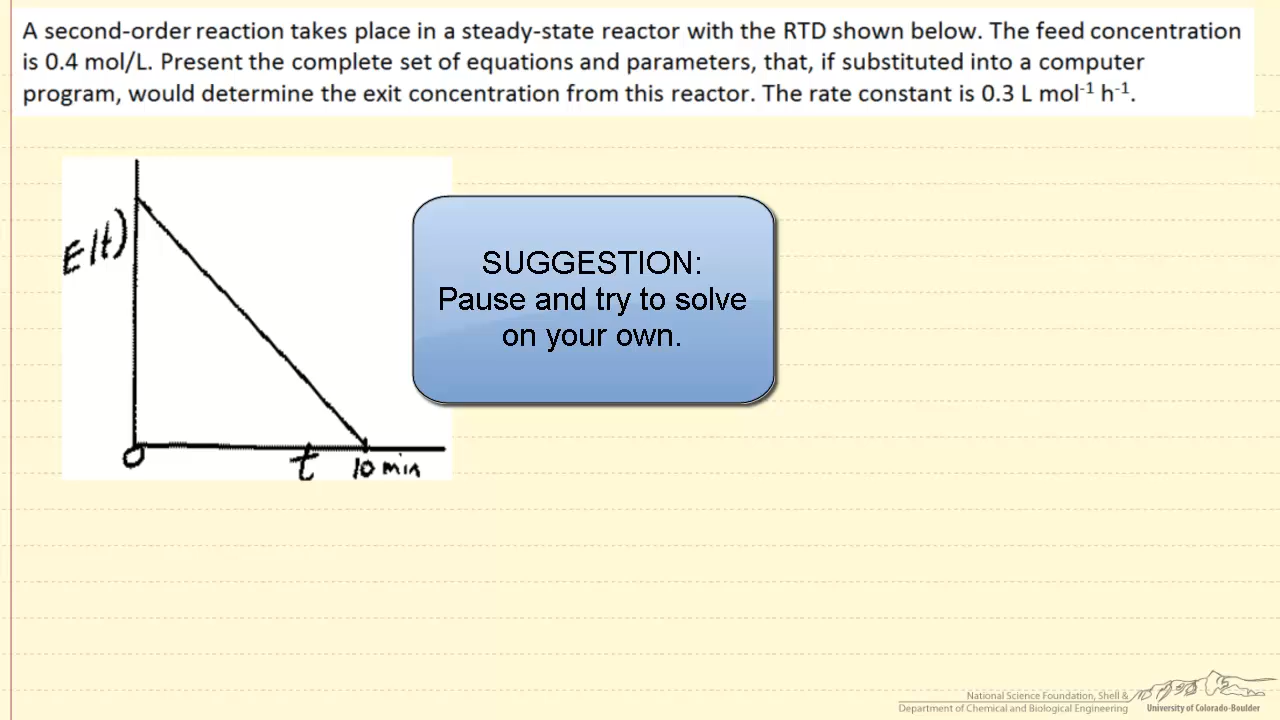 A second-order reaction takes place in a steady-state reactor with the RTD shown below. The feed concentration
is 0.4 mol/L. Present the complete set of equations and parameters, that, if substituted into a computer
program, would determine the exit concentration from this reactor. The rate constant is 0.3 L mol⁻¹ h⁻¹.
E(t)
SUGGESTION:
Pause and try to solve
on your own.
0
t
10 min
National Science Foundation, Shell &
Department of Chemical and Biological Engineering
University of Colorado-Boulder